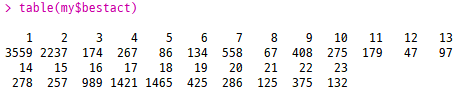 > table(my$bestact)
1 2 3 4 5 6 7 8 9 10 11 12 13
3559 2237 174 267 86 134 558 67 408 275 179 47 97
14 15 16 17 18 19 20 21 22 23
278 257 989 1421 1465 425 286 125 375 132